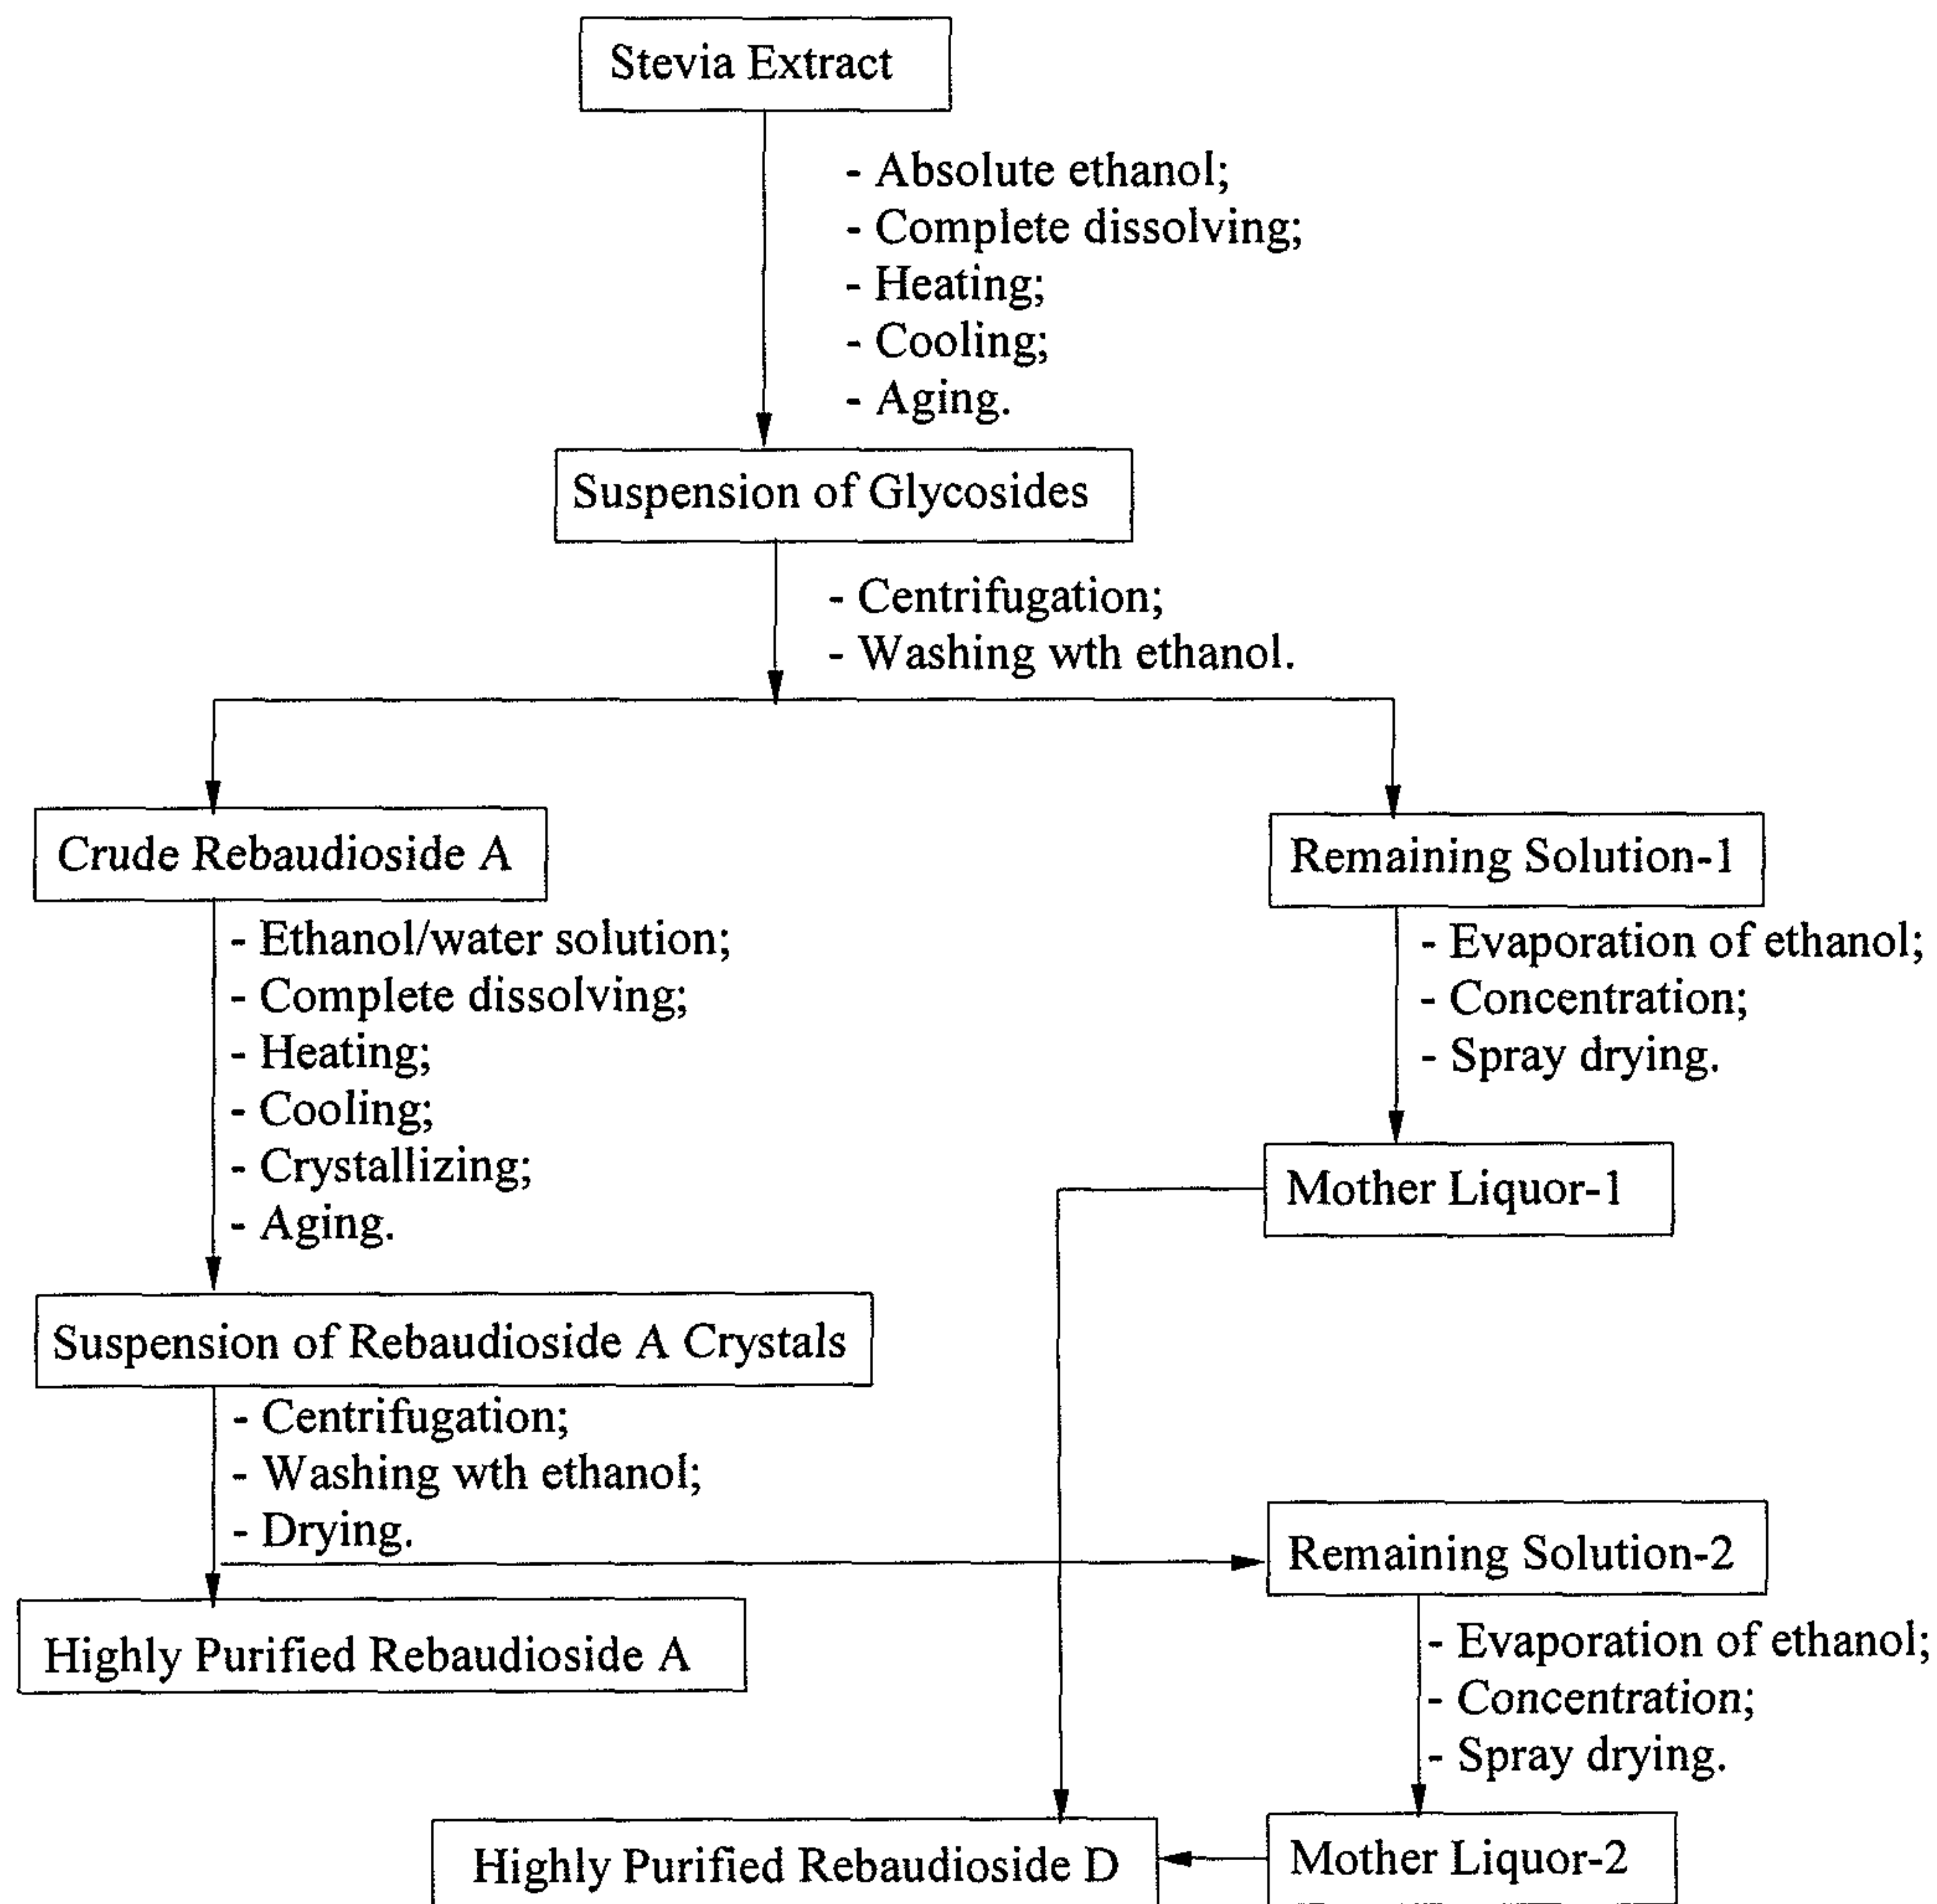 Stevia Extract
- Absolute ethanol;
- Complete dissolving;
- Heating;
- Cooling;
- Aging.
Suspension of Glycosides
- Centrifugation;
- Washing wth ethanol.
Crude Rebaudioside A
- Ethanol/water solution;
- Complete dissolving;
- Heating;
- Cooling;
- Crystallizing;
- Aging.
Remaining Solution-1
- Evaporation of ethanol;
- Concentration;
- Spray drying.
Mother Liquor-1
Suspension of Rebaudioside A Crystals
- Centrifugation;
- Washing wth ethanol;
- Drying.
Highly Purified Rebaudioside A
Remaining Solution-2
- Evaporation of ethanol;
- Concentration;
- Spray drying.
Mother Liquor-2
Highly Purified Rebaudioside D